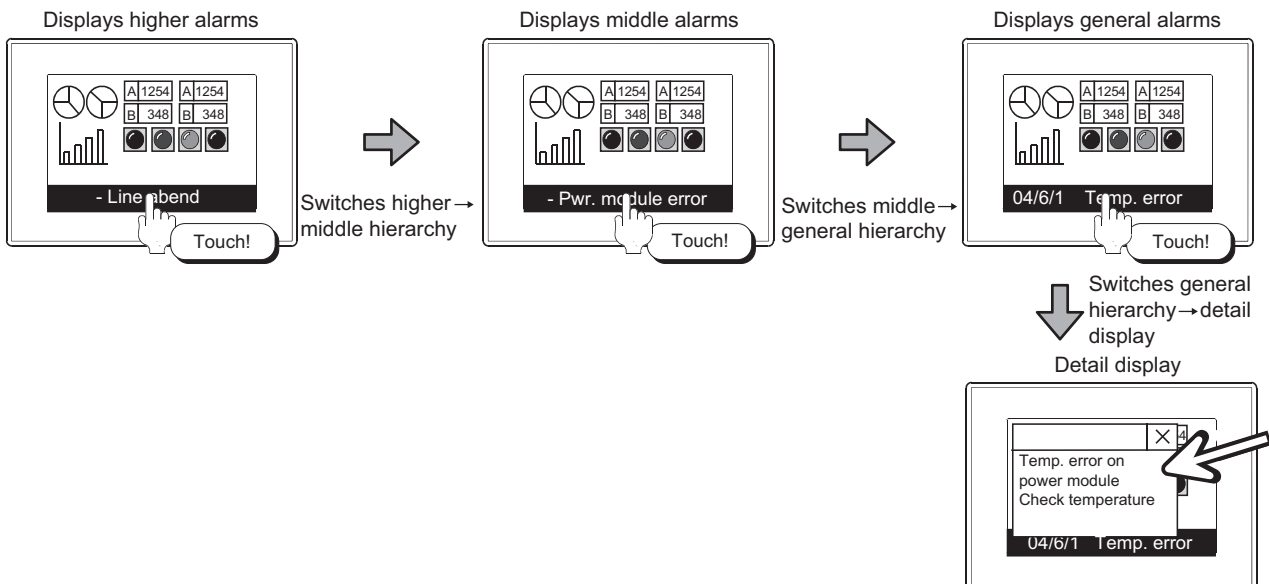 Displays higher alarms
Displays middle alarms
Displays general alarms
A 1254 A 1254
B 348 B 348
- Line abend
Touch!
Switches higher→
middle hierarchy
A 1254 A 1254
B 348 B 348
- Pwr. module error
Touch!
Switches middle→
general hierarchy
A 1254 A 1254
B 348 B 348
04/6/1 Temp. error
Touch!
Switches general
hierarchy→detail
display
Detail display
× 4
Temp. error on
power module
Check temperature
04/6/1 Temp. error